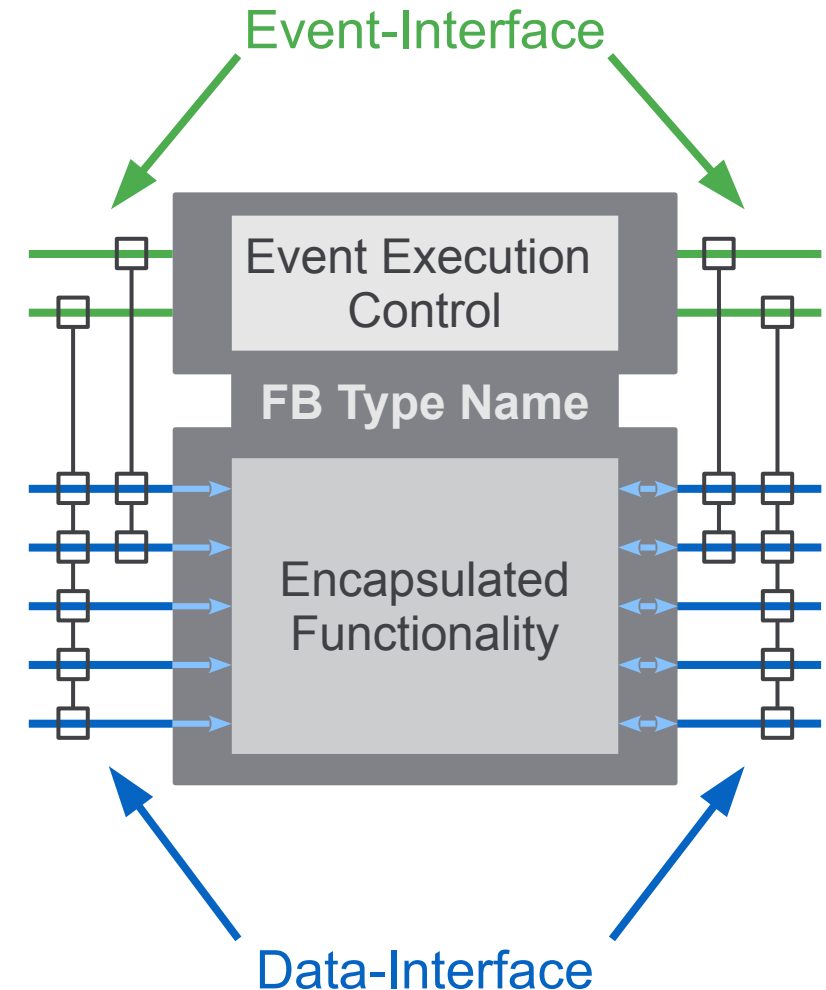 Event-Interface
Event Execution
Control
FB Type Name
Encapsulated
Functionality
Data-Interface